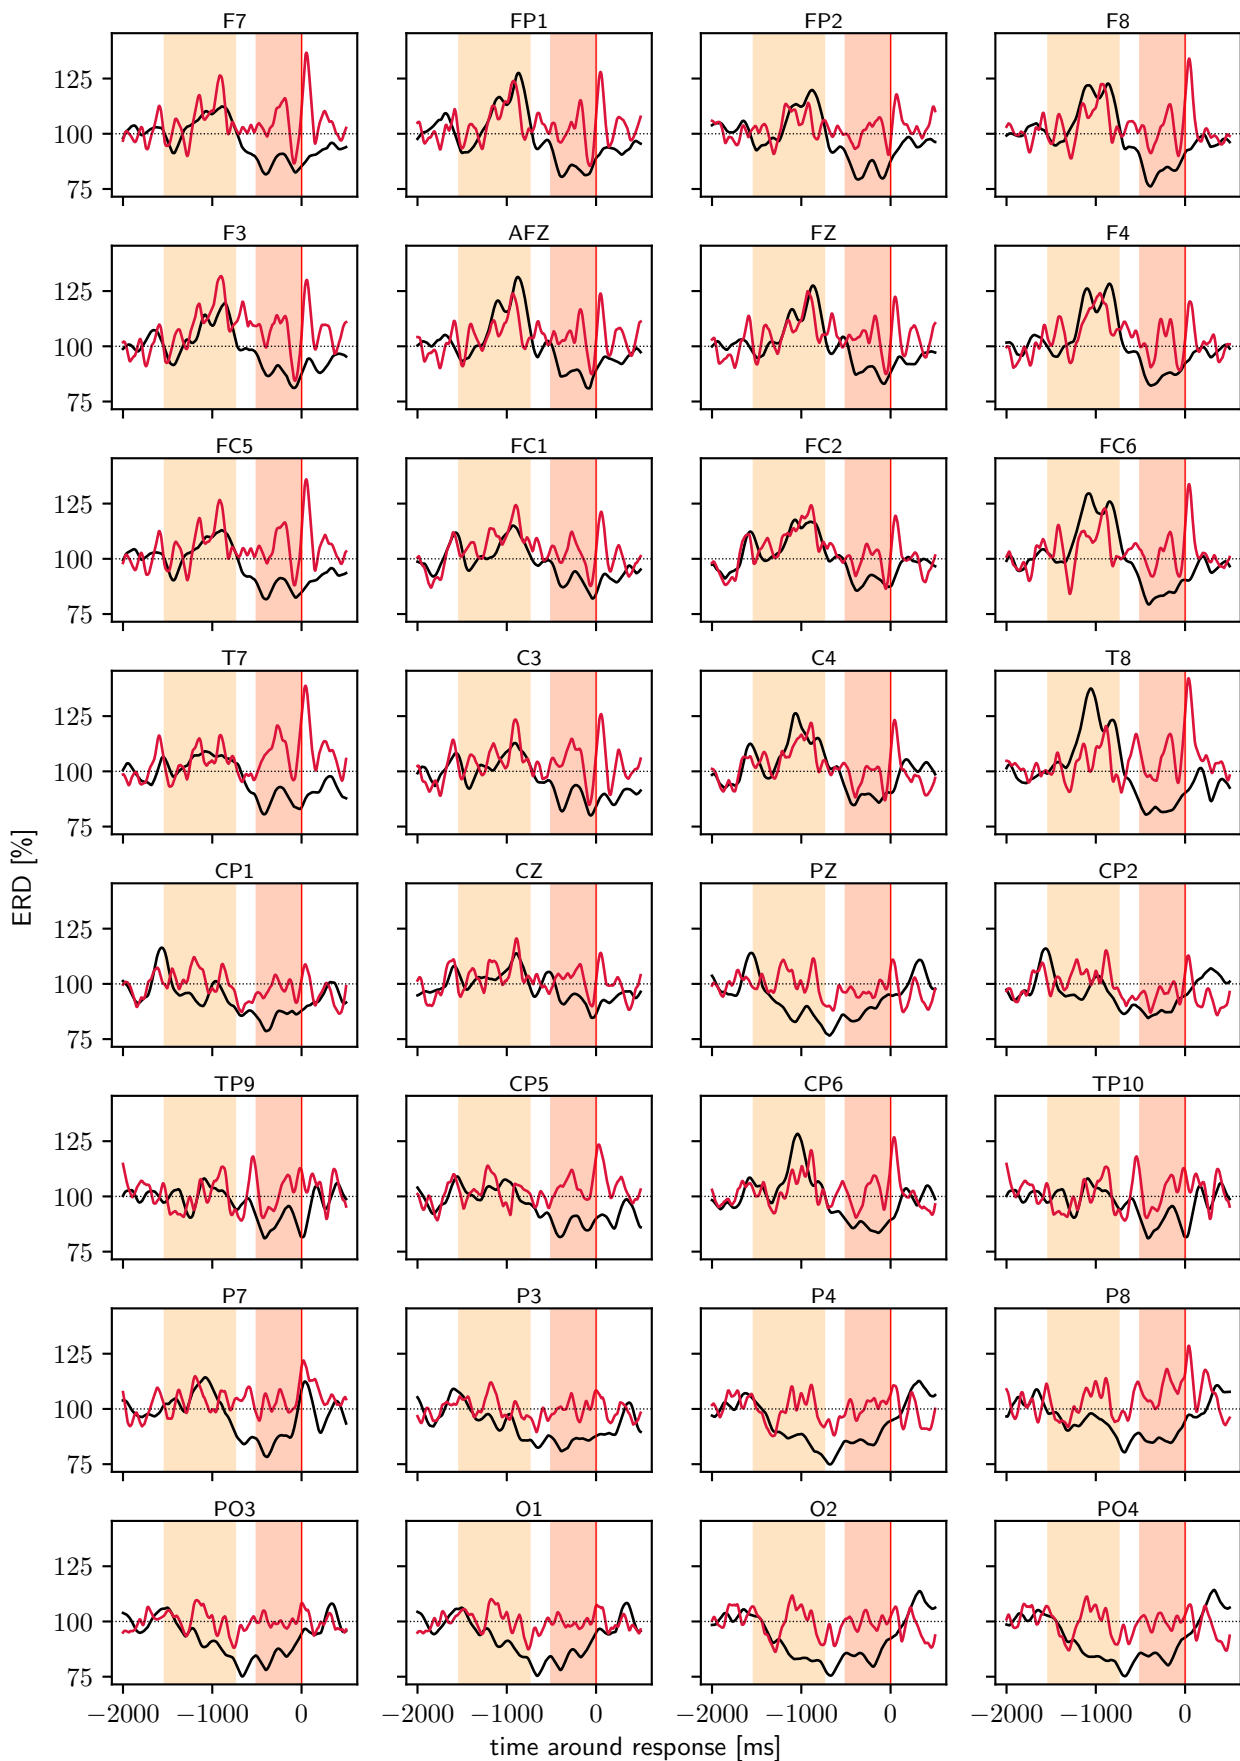 F7 FP1 FP2 F8
125
100
75
F3 AFZ FZ F4
125
100
75
FC5 FC1 FC2 FC6
125
100
75
T7 C3 C4 T8
125
100
75
ERD [%]
CP1 CZ PZ CP2
125
100
75
TP9 CP5 CP6 TP10
125
100
75
P7 P3 P4 P8
125
100
75
PO3 O1 O2 PO4
125
100
75
−2000 −1000 0 −2000 −1000 0 −2000 −1000 0 −2000 −1000 0
time around response [ms]